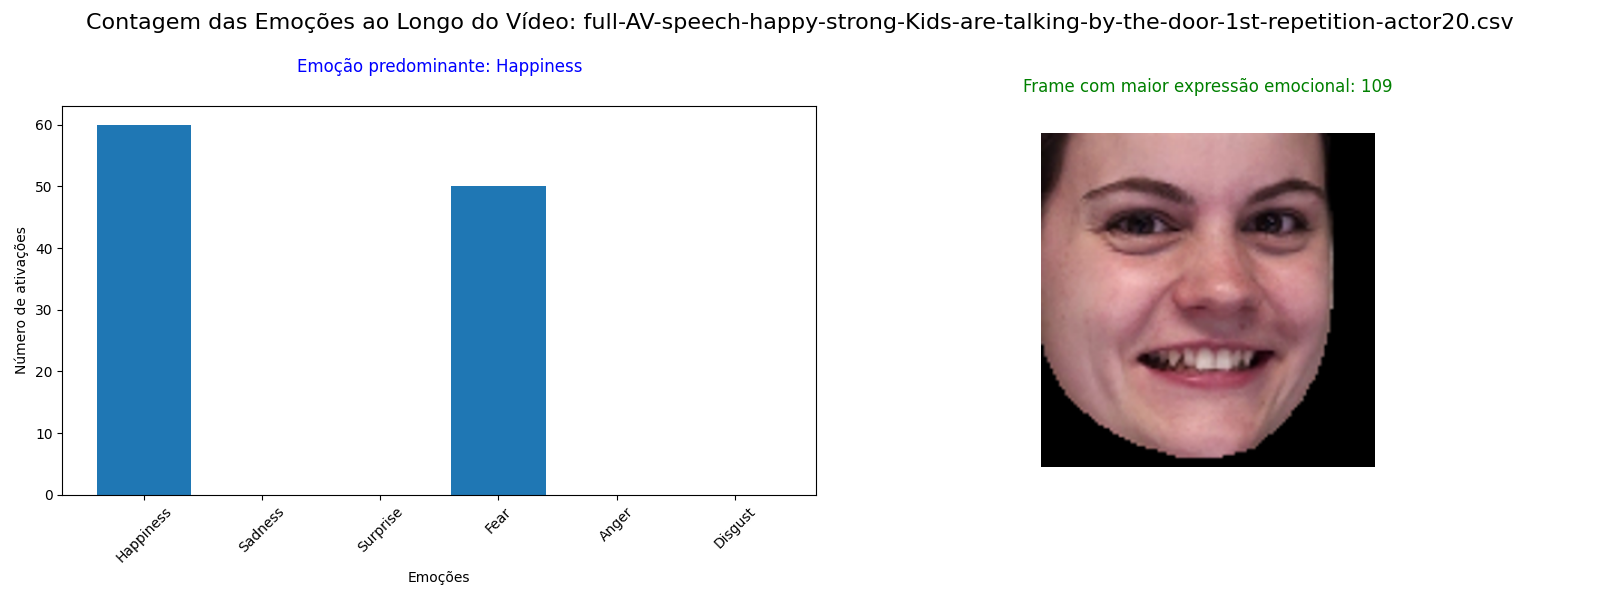 Contagem das Emoções ao Longo do Vídeo: full-AV-speech-happy-strong-Kids-are-talking-by-the-door-1st-repetition-actor20.csv
Emoção predominante: Happiness
Número de ativações
60
50
40
30
20
10
0
Happiness
Sadness
Surprise
Fear
Anger
Disgust
Emoções
Frame com maior expressão emocional: 109